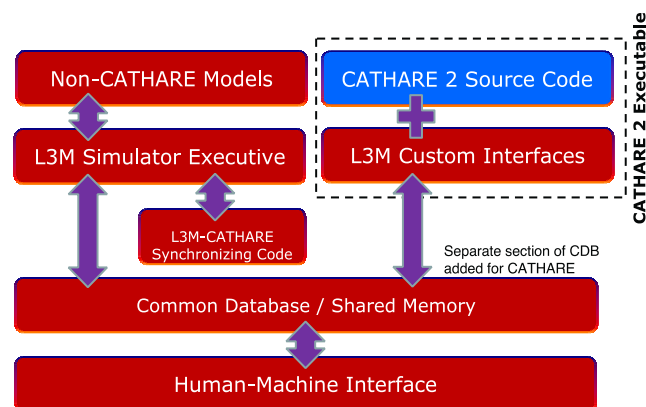 Non-CATHARE Models
CATHARE 2 Source Code
L3M Simulator Executive
L3M Custom Interfaces
CATHARE 2 Executable
L3M-CATHARE
Synchronizing Code
Separate section of CDB
added for CATHARE
Common Database / Shared Memory
Human-Machine Interface